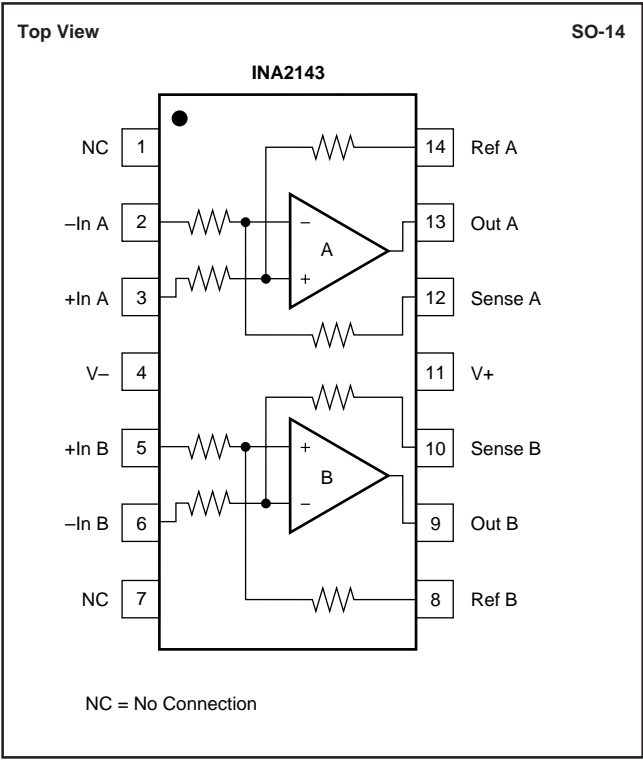 Top View
SO-14
INA2143
NC 1
14 Ref A
–In A 2
–
13 Out A
A
+In A 3
+
12 Sense A
V– 4
11 V+
+In B 5
+
10 Sense B
B
–In B 6
–
9 Out B
NC 7
8 Ref B
NC = No Connection